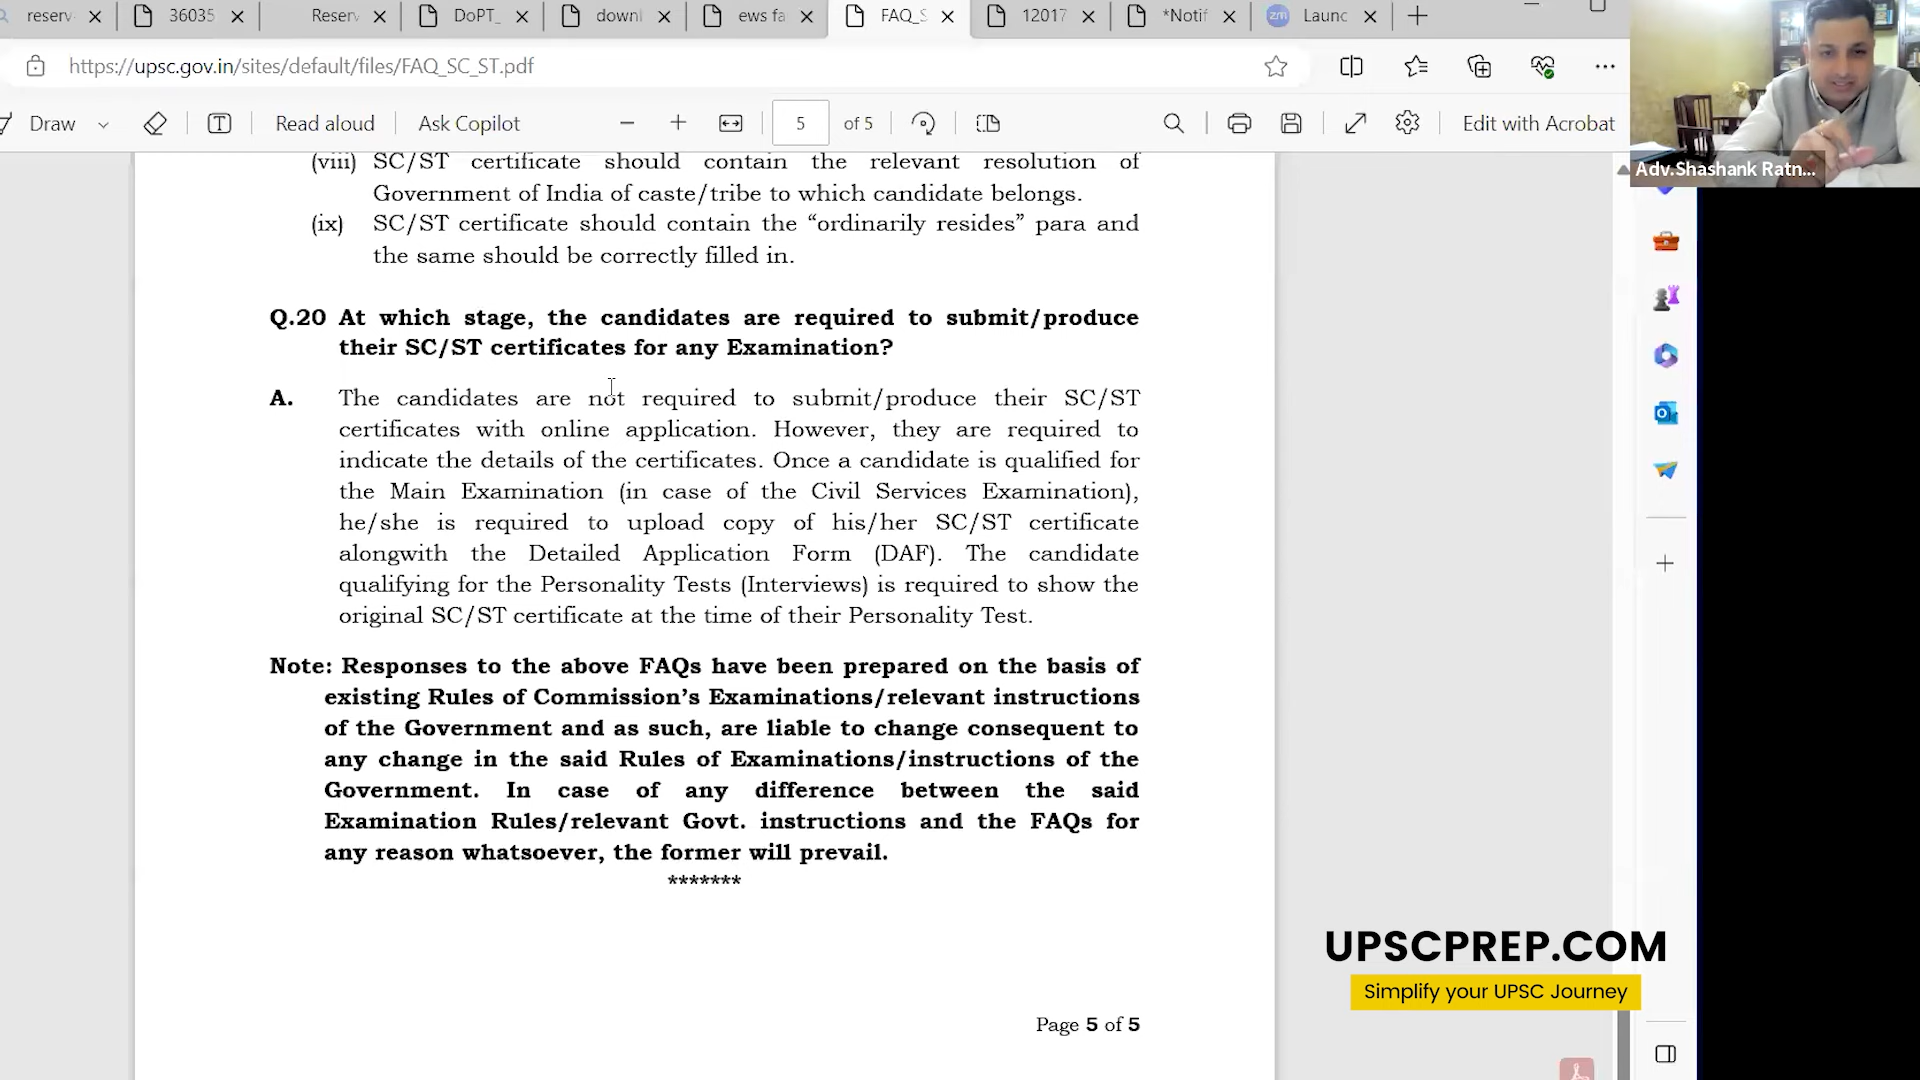 reserv
36035
Reserv
DoPT_
downl
ews fa
FAQ_S
12017
*Notif
zm Launc
https://upsc.gov.in/sites/default/files/FAQ_SC_ST.pdf
Draw
Read aloud
Ask Copilot
5 of 5
Edit with Acrobat
Adv.Shashank Ratn...
(viii) SC/ST certificate should contain the relevant resolution of
Government of India of caste/tribe to which candidate belongs.
(ix) SC/ST certificate should contain the “ordinarily resides” para and
the same should be correctly filled in.
Q.20 At which stage, the candidates are required to submit/produce
their SC/ST certificates for any Examination?
A. The candidates are not required to submit/produce their SC/ST
certificates with online application. However, they are required to
indicate the details of the certificates. Once a candidate is qualified for
the Main Examination (in case of the Civil Services Examination),
he/she is required to upload copy of his/her SC/ST certificate
alongwith the Detailed Application Form (DAF). The candidate
qualifying for the Personality Tests (Interviews) is required to show the
original SC/ST certificate at the time of their Personality Test.
Note: Responses to the above FAQs have been prepared on the basis of
existing Rules of Commission’s Examinations/relevant instructions
of the Government and as such, are liable to change consequent to
any change in the said Rules of Examinations/instructions of the
Government. In case of any difference between the said
Examination Rules/relevant Govt. instructions and the FAQs for
any reason whatsoever, the former will prevail.
*******
UPSCPREP.COM
Simplify your UPSC Journey
Page 5 of 5